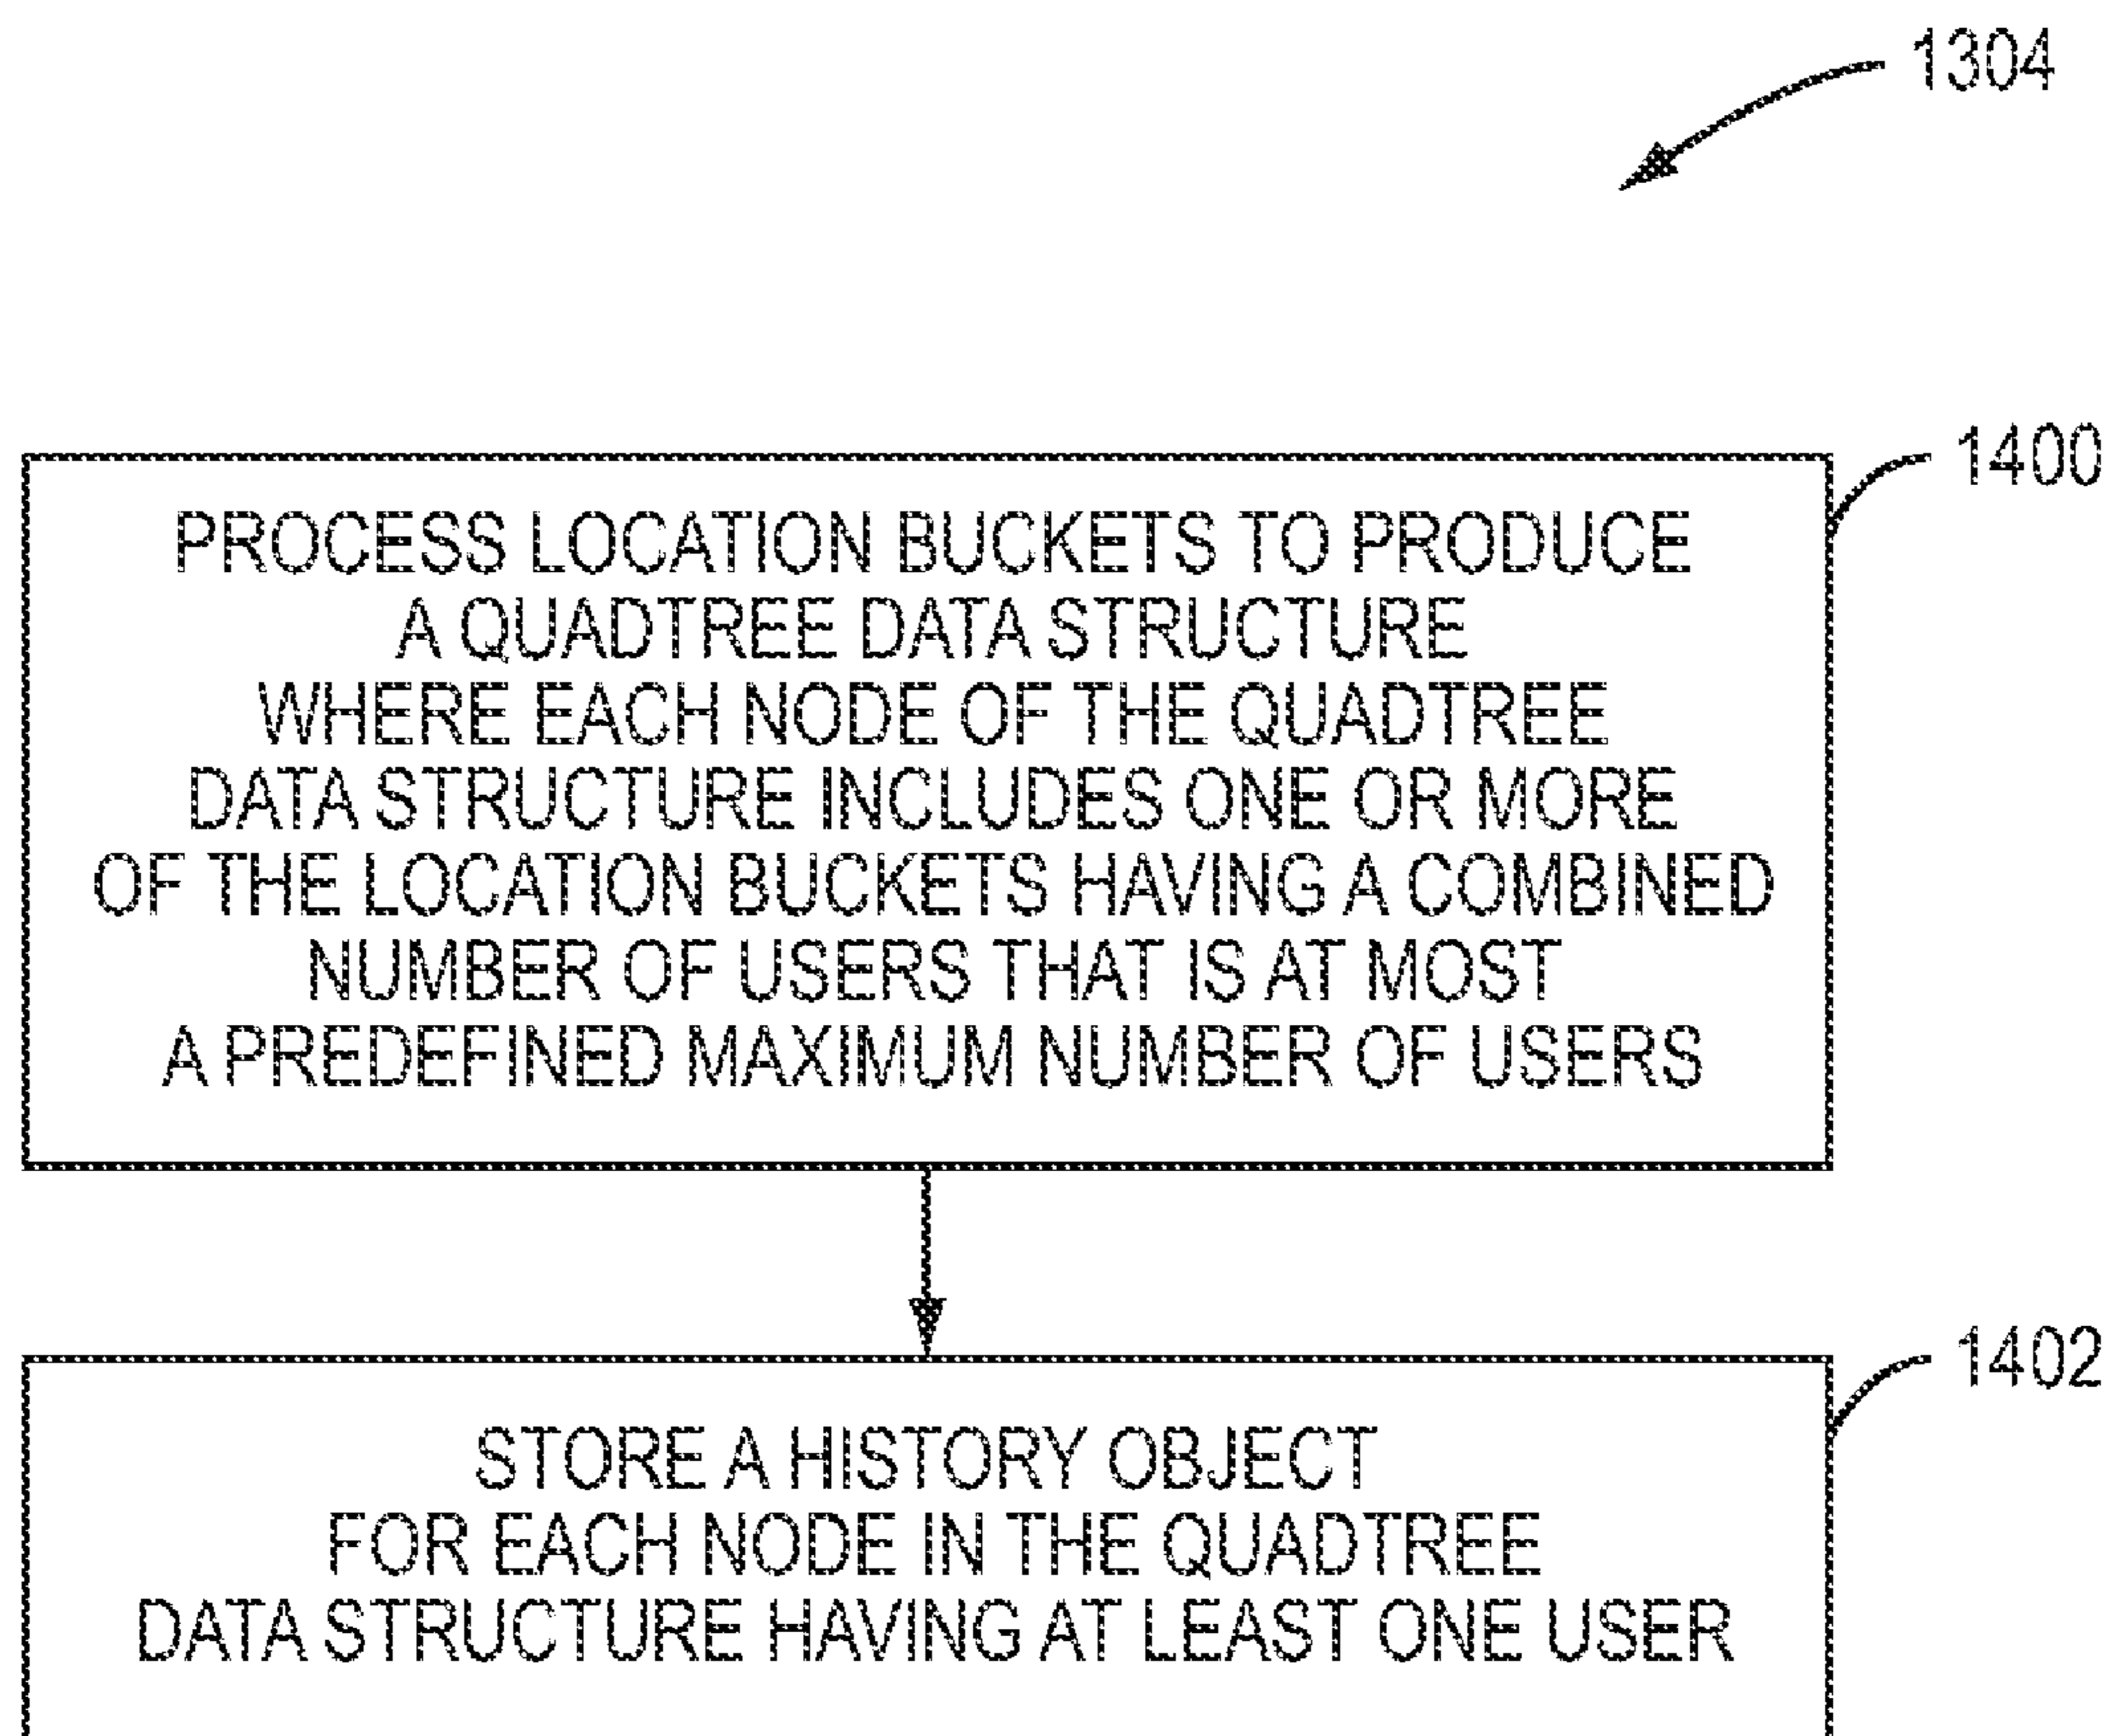 1304
1400
PROCESS LOCATION BUCKETS TO PRODUCE
A QUADTREE DATA STRUCTURE
WHERE EACH NODE OF THE QUADTREE
DATA STRUCTURE INCLUDES ONE OR MORE
OF THE LOCATION BUCKETS HAVING A COMBINED
NUMBER OF USERS THAT IS AT MOST
A PREDEFINED MAXIMUM NUMBER OF USERS
1402
STORE A HISTORY OBJECT
FOR EACH NODE IN THE QUADTREE
DATA STRUCTURE HAVING AT LEAST ONE USER